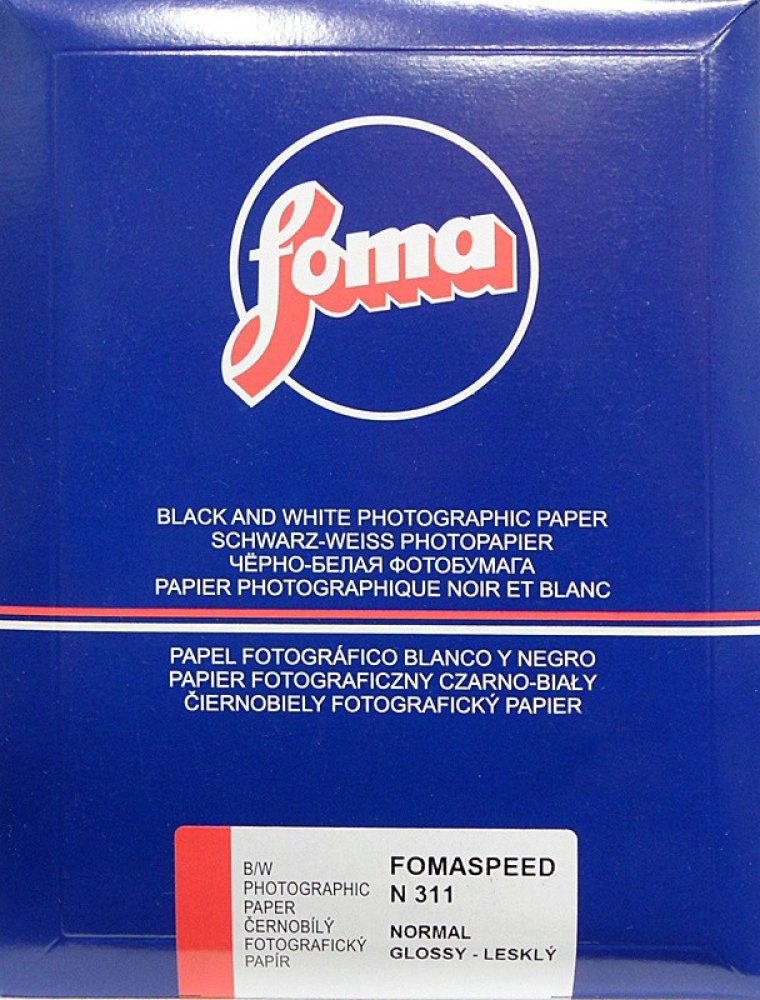 foma
BLACK AND WHITE PHOTOGRAPHIC PAPER
SCHWARZ-WEISS PHOTOPAPIER
ЧЁРНО-БЕЛАЯ ФОТОБУМАГА
PAPIER PHOTOGRAPHIQUE NOIR ET BLANC
PAPEL FOTOGRÁFICO BLANCO Y NEGRO
PAPIER FOTOGRAFICZNY CZARNO-BIAŁY
ČIERNOBIELY FOTOGRAFICKÝ PAPIER
B/W
PHOTOGRAPHIC
PAPER
ČERNOBÍLÝ
FOTOGRAFICKÝ
PAPÍR
FOMASPEED
N 311
NORMAL
GLOSSY - LESKLÝ